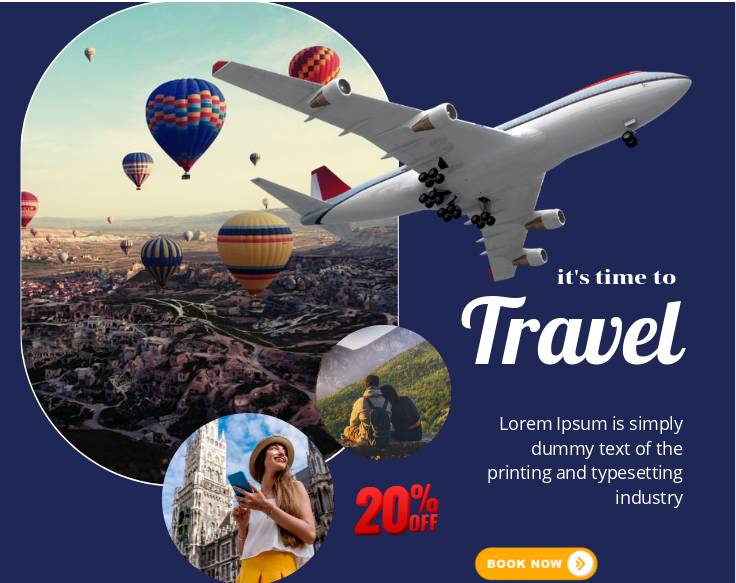 it's time to
Travel
Lorem Ipsum is simply
dummy text of the
printing and typesetting
industry
20%
OFF
BOOK NOW